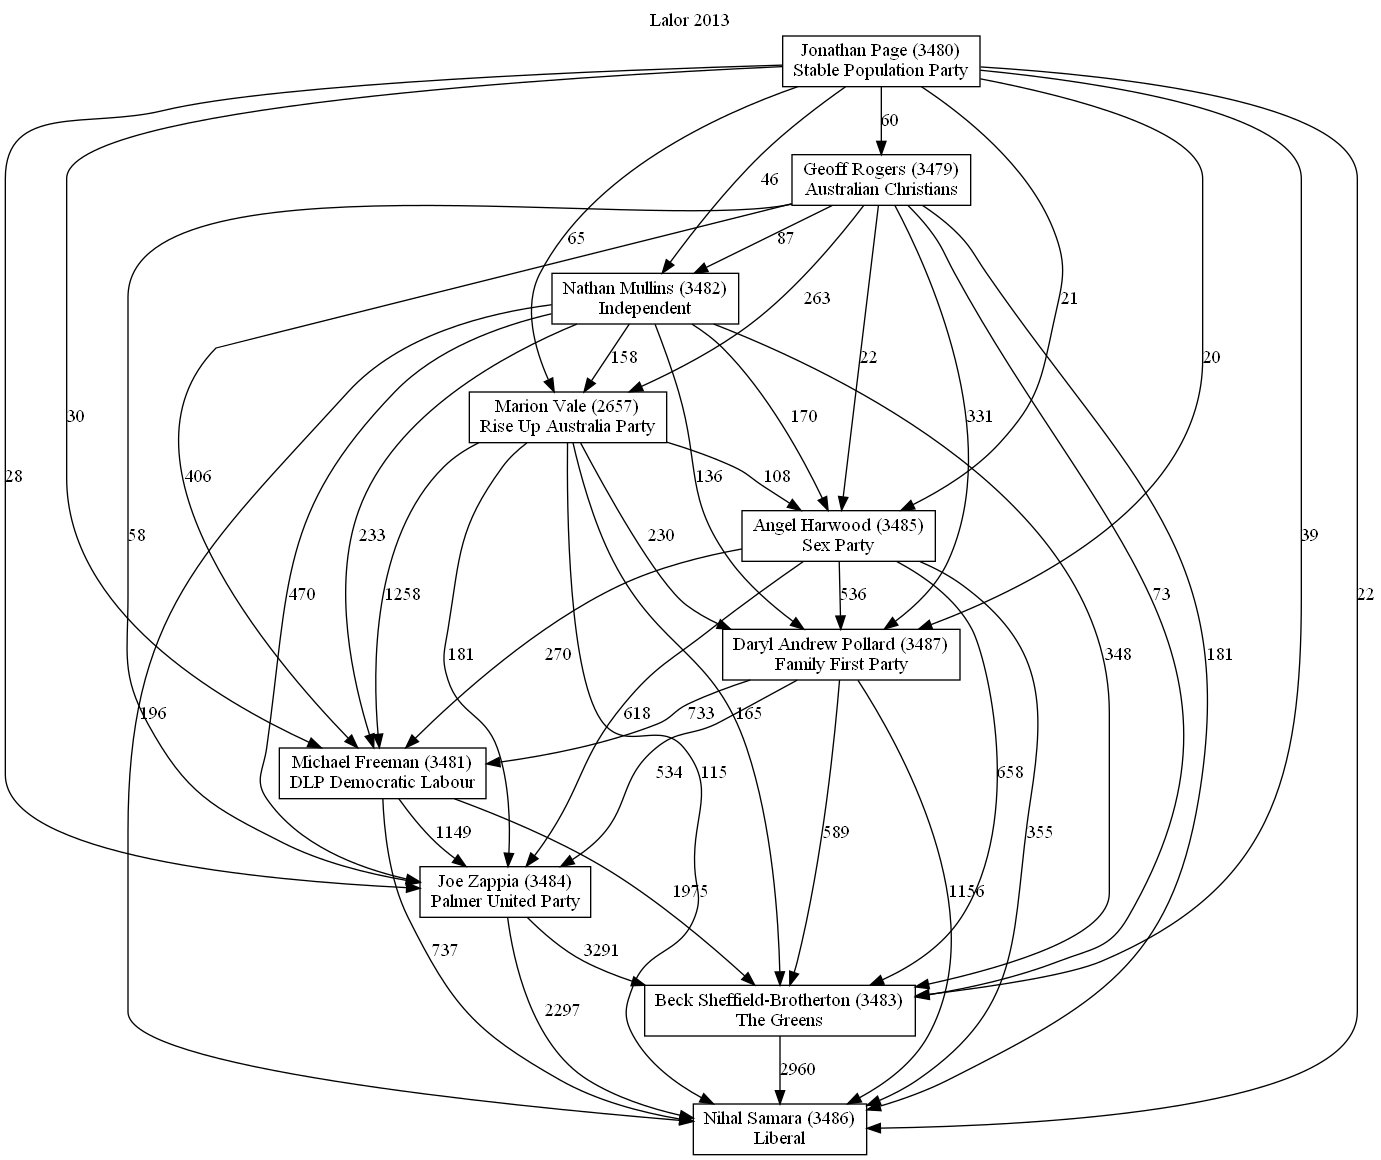 Lalor 2013
Jonathan Page (3480)
Stable Population Party
60
Geoff Rogers (3479)
Australian Christians
46
65
87
Nathan Mullins (3482)
Independent
263
21
158
22
20
Marion Vale (2657)
Rise Up Australia Party
30
170
331
28
406
136
108
Angel Harwood (3485)
Sex Party
58
233
230
39
470
1258
536
73
22
Daryl Andrew Pollard (3487)
Family First Party
181
270
348
181
196
618
733
165
Michael Freeman (3481)
DLP Democratic Labour
534
115
658
1149
589
355
Joe Zappia (3484)
Palmer United Party
1975
1156
737
3291
Beck Sheffield-Brotherton (3483)
The Greens
2297
2960
Nihal Samara (3486)
Liberal